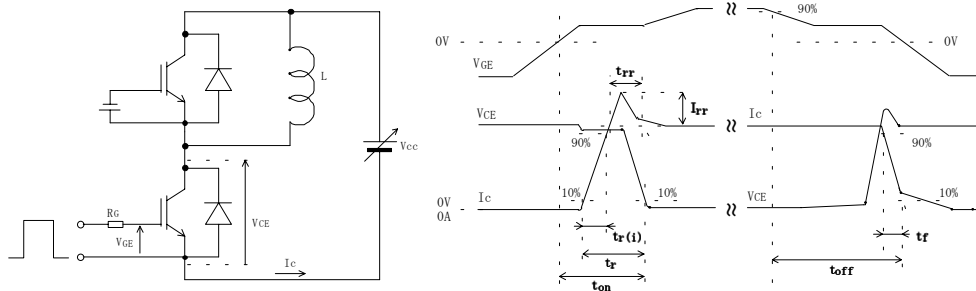 L
Vcc
RG
VGE
VCE
Ic
0V
VGE
90%
0V
trr
Irr
VCE
Ic
90%
90%
Ic
10%
10%
VCE
10%
0V
0A
tr(i)
tf
tr
toff
ton